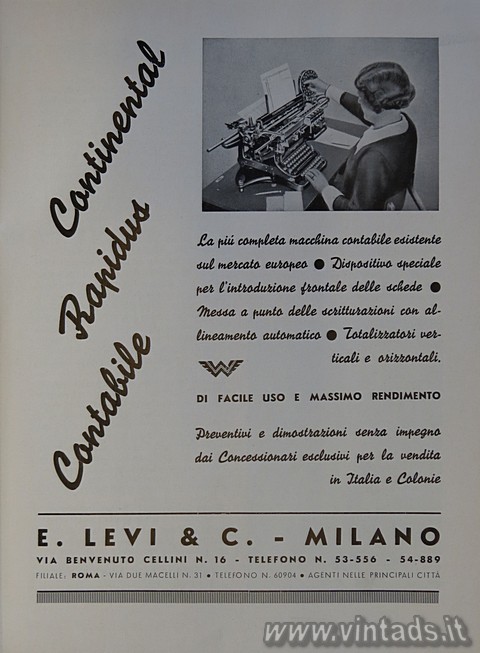 Continental
Rapidus
Contabile
La più completa macchina contabile esistente
sul mercato europeo ● Dispositivo speciale
per l'introduzione frontale delle schede ●
Messa a punto delle scritturazioni con al-
lineamento automatico ● Totalizzatori ver-
ticali e orizzontali.
W
DI FACILE USO E MASSIMO RENDIMENTO
Preventivi e dimostrazioni senza impegno
dai Concessionari esclusivi per la vendita
in Italia e Colonie
E. LEVI & C. - MILANO
VIA BENVENUTO CELLINI N. 16 - TELEFONO N. 53-556 - 54-889
FILIALE: ROMA - VIA DUE MACELLI N. 31 • TELEFONO N. 60904 • AGENTI NELLE PRINCIPALI CITTÀ
www.vintads.it